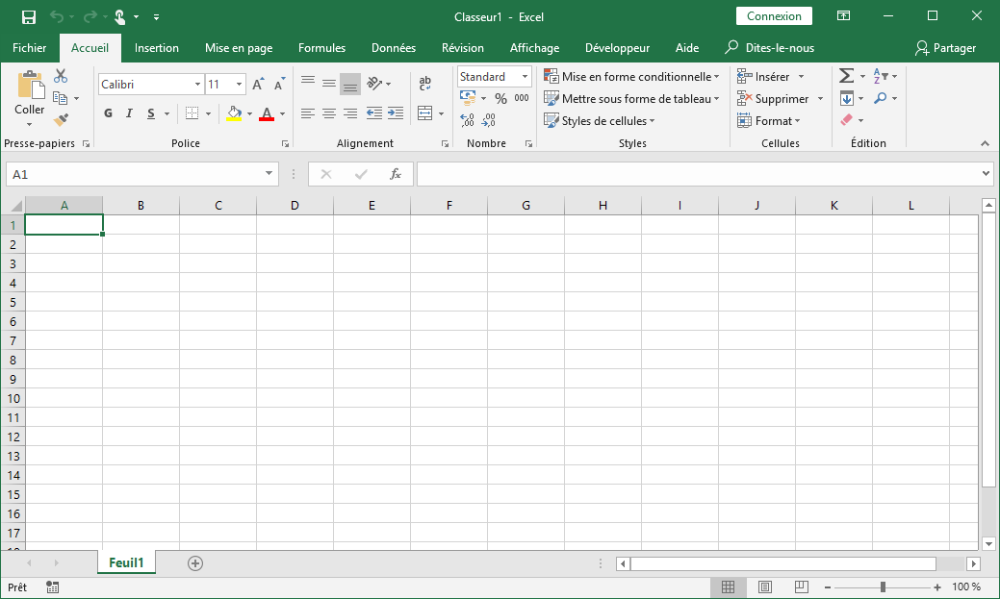 Classeur1 - Excel
Connexion
Fichier Accueil Insertion Mise en page Formules Données Révision Affichage Développeur Aide Dites-le-nous Partager
Coller
Calibri 11
G I S
ab c
Standard
% 000
,00 ,00
Mise en forme conditionnelle
Mettre sous forme de tableau
Styles de cellules
Insérer
Supprimer
Format
Presse-papiers Police Alignement Nombre Styles Cellules Édition
A1 fx
A B C D E F G H I J K L
1
2
3
4
5
6
7
8
9
10
11
12
13
14
15
16
17
Feuil1
Prêt 100 %